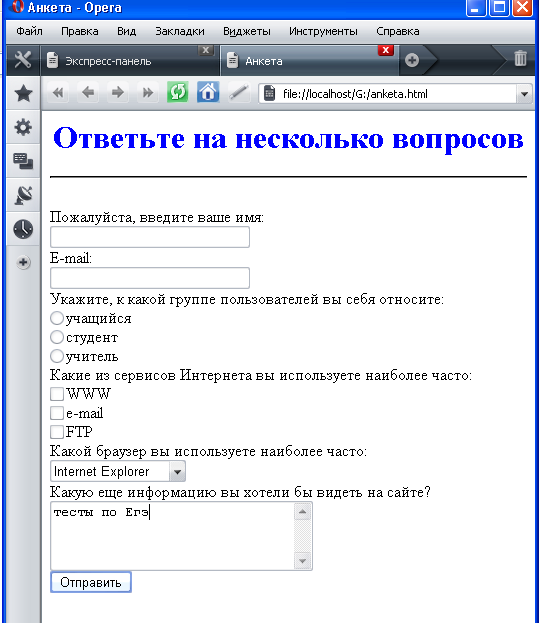 Анкета - Opera
Файл Правка Вид Закладки Виджеты Инструменты Справка
Экспресс-панель Анкета
file://localhost/G:/anketa.html
Ответьте на несколько вопросов
Пожалуйста, введите ваше имя:
E-mail:
Укажите, к какой группе пользователей вы себя относите:
учащийся
студент
учитель
Какие из сервисов Интернета вы используете наиболее часто:
WWW
e-mail
FTP
Какой браузер вы используете наиболее часто:
Internet Explorer
Какую еще информацию вы хотели бы видеть на сайте?
тесты по Егэ
Отправить